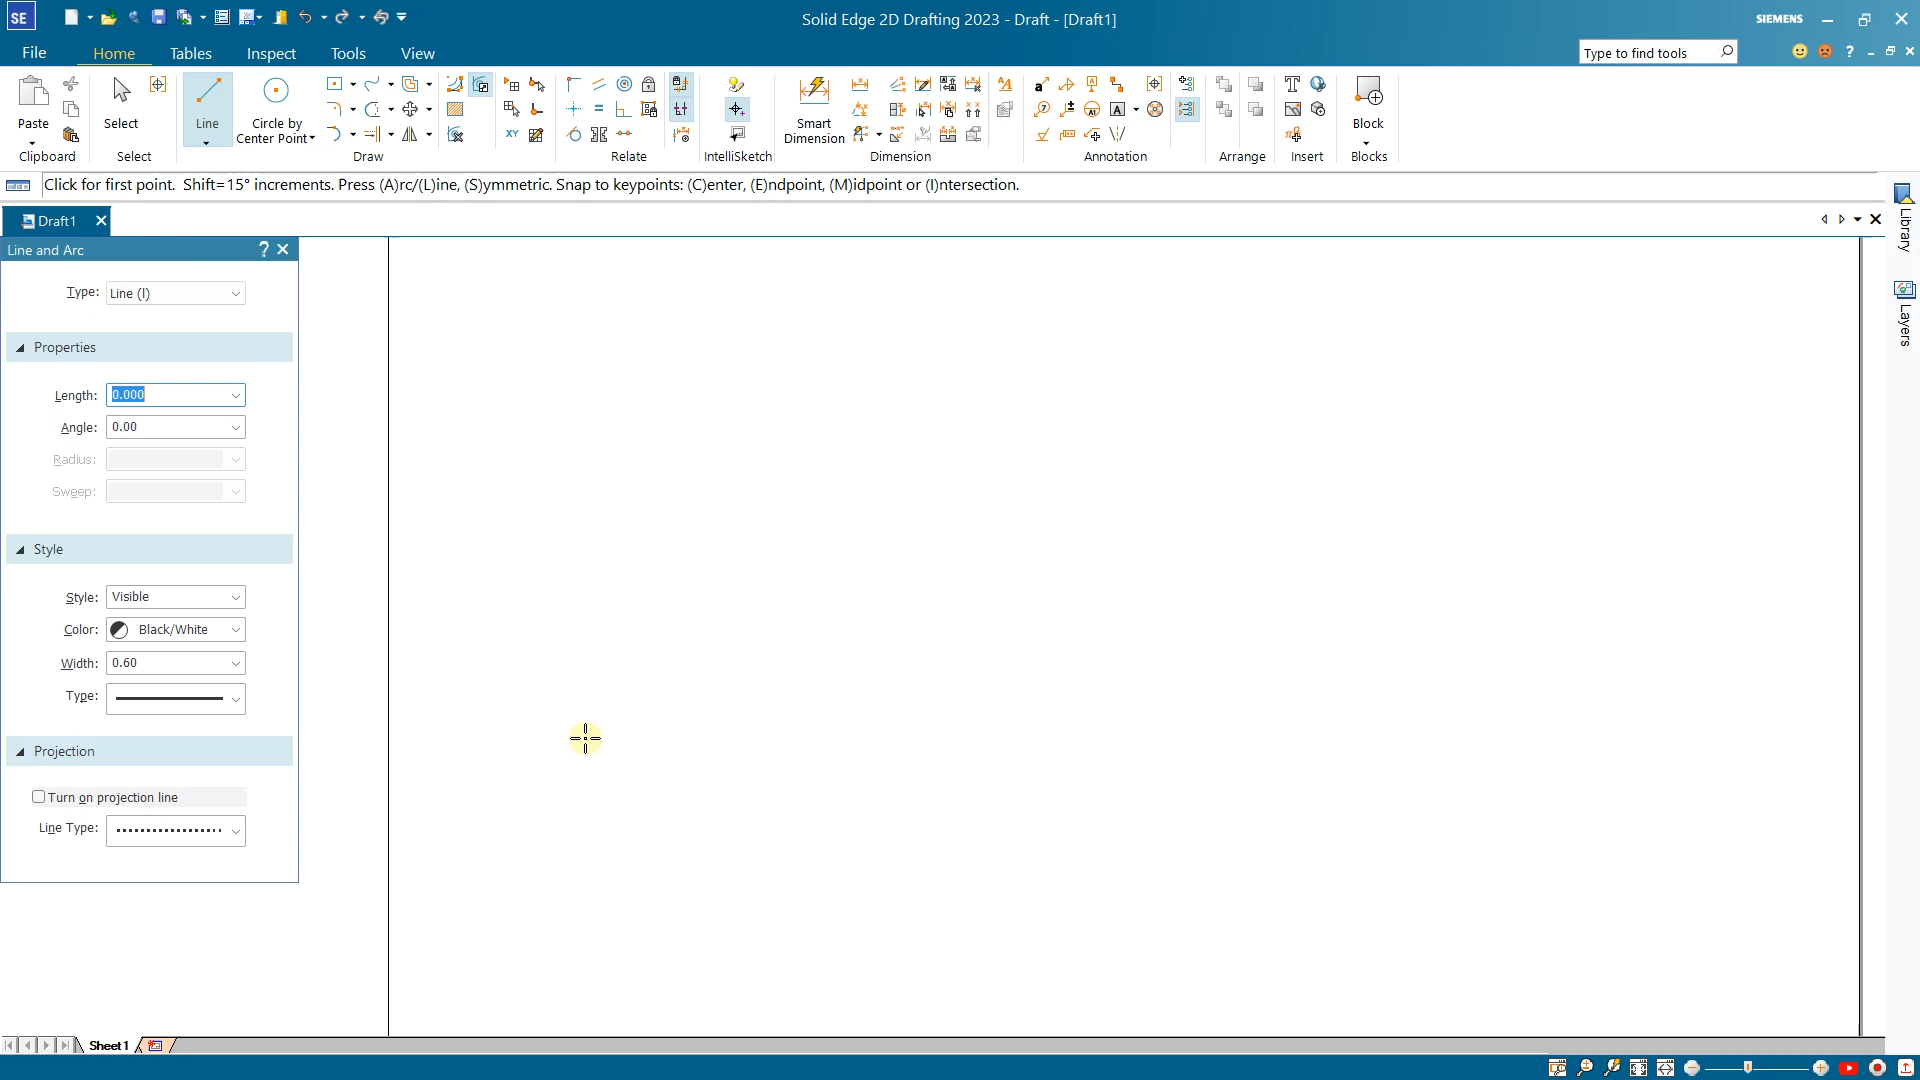 SE
Solid Edge 2D Drafting 2023 - Draft - [Draft1]
SIEMENS
File
Home
Tables
Inspect
Tools
View
Type to find tools
Paste
Select
Line
Circle by
Center Point
Smart
Dimension
Block
XY
A
Clipboard
Select
Draw
Relate
IntelliSketch
Dimension
Annotation
Arrange
Insert
Blocks
Click for first point. Shift=15° increments. Press (A)rc/(L)ine, (S)ymmetric. Snap to keypoints: (C)enter, (E)ndpoint, (M)idpoint or (I)ntersection.
Draft1
Library
Layers
Line and Arc
Type: Line (l)
Properties
Length: 0.000
Angle: 0.00
Radius:
Sweep:
Style
Style: Visible
Color: Black/White
Width: 0.60
Type:
Projection
Turn on projection line
Line Type:
Sheet1